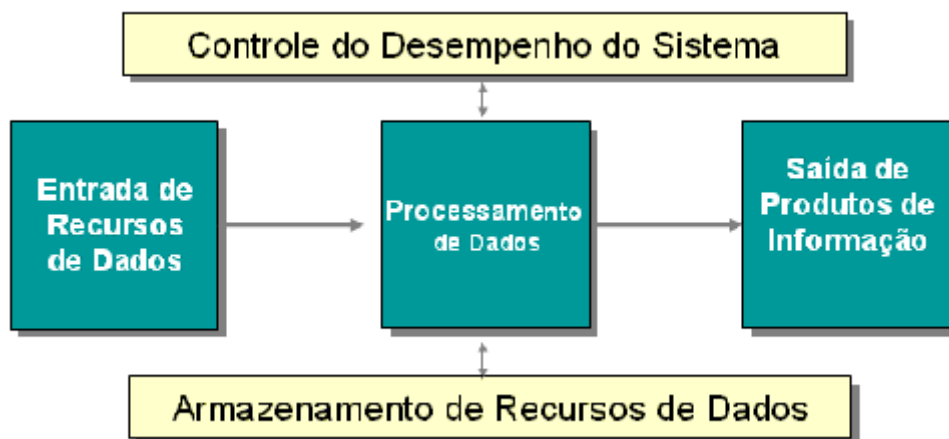 Controle do Desempenho do Sistema
Entrada de
Recursos
de Dados
Processamento
de Dados
Saída de
Produtos de
Informação
Armazenamento de Recursos de Dados